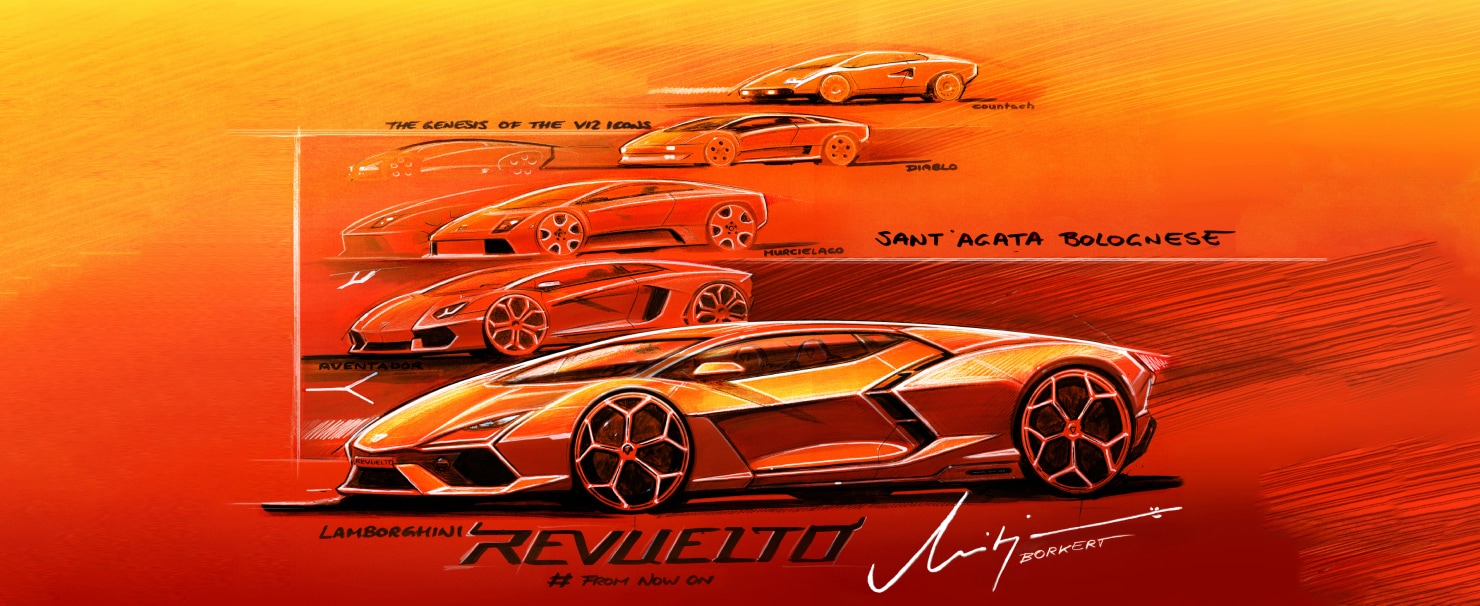 countach
THE GENESIS OF THE V12 ICONS
DIABLO
SANT'AGATA BOLOGNESE
MURCIELAGO
AVENTADOR
REVUELTO
LAMBORGHINI REVUELTO
# FROM NOW ON
Mitja
BORKERT